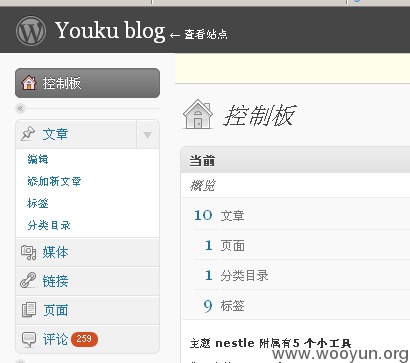 Youku blog ← 查看站点
控制板
文章
编辑
添加新文章
标签
分类目录
媒体
链接
页面
评论 259
控制板
当前
概览
10 文章
1 页面
1 分类目录
9 标签
主题 nestle 附属有5 个小工具
www.wooyun.org